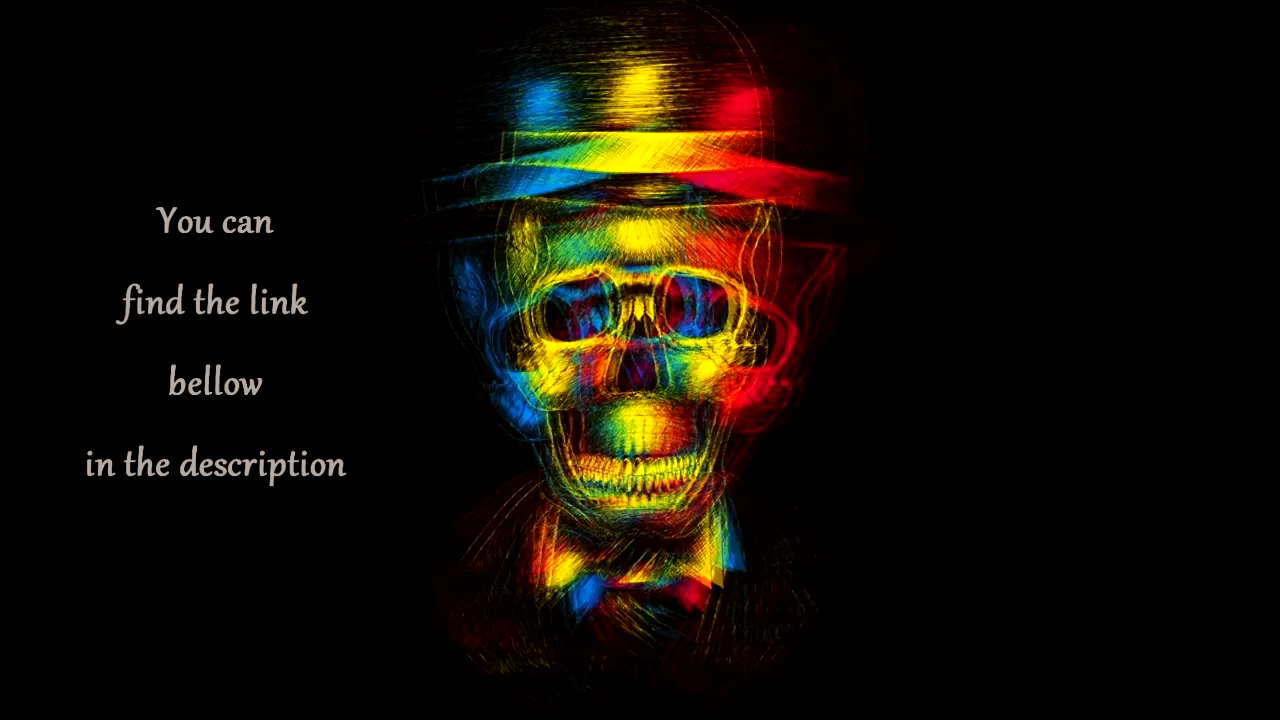 You can
find the link
bellow
in the description